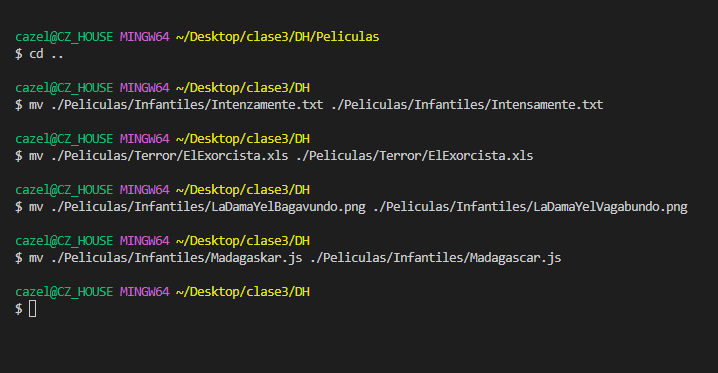 cazel@CZ_HOUSE MINGW64 ~/Desktop/clase3/DH/Peliculas
$ cd ..
cazel@CZ_HOUSE MINGW64 ~/Desktop/clase3/DH
$ mv ./Peliculas/Infantiles/Intenzamente.txt ./Peliculas/Infantiles/Intensamente.txt
cazel@CZ_HOUSE MINGW64 ~/Desktop/clase3/DH
$ mv ./Peliculas/Terror/ElExorcista.xls ./Peliculas/Terror/ElExorcista.xls
cazel@CZ_HOUSE MINGW64 ~/Desktop/clase3/DH
$ mv ./Peliculas/Infantiles/LaDamaYelBagavundo.png ./Peliculas/Infantiles/LaDamaYelVagabundo.png
cazel@CZ_HOUSE MINGW64 ~/Desktop/clase3/DH
$ mv ./Peliculas/Infantiles/Madagaskar.js ./Peliculas/Infantiles/Madagascar.js
cazel@CZ_HOUSE MINGW64 ~/Desktop/clase3/DH
$